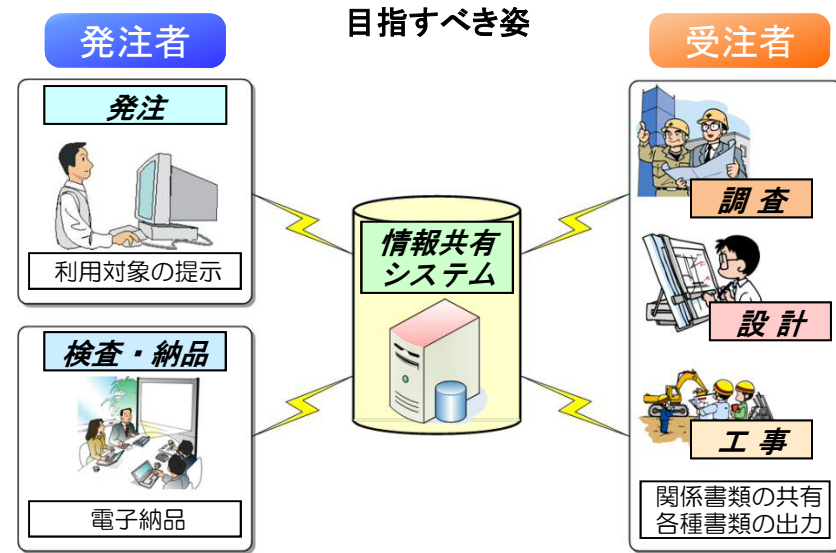 目指すべき姿
発注者
受注者
発注
利用対象の提示
検査・納品
電子納品
情報共有
システム
調 査
設 計
工 事
関係書類の共有
各種書類の出力